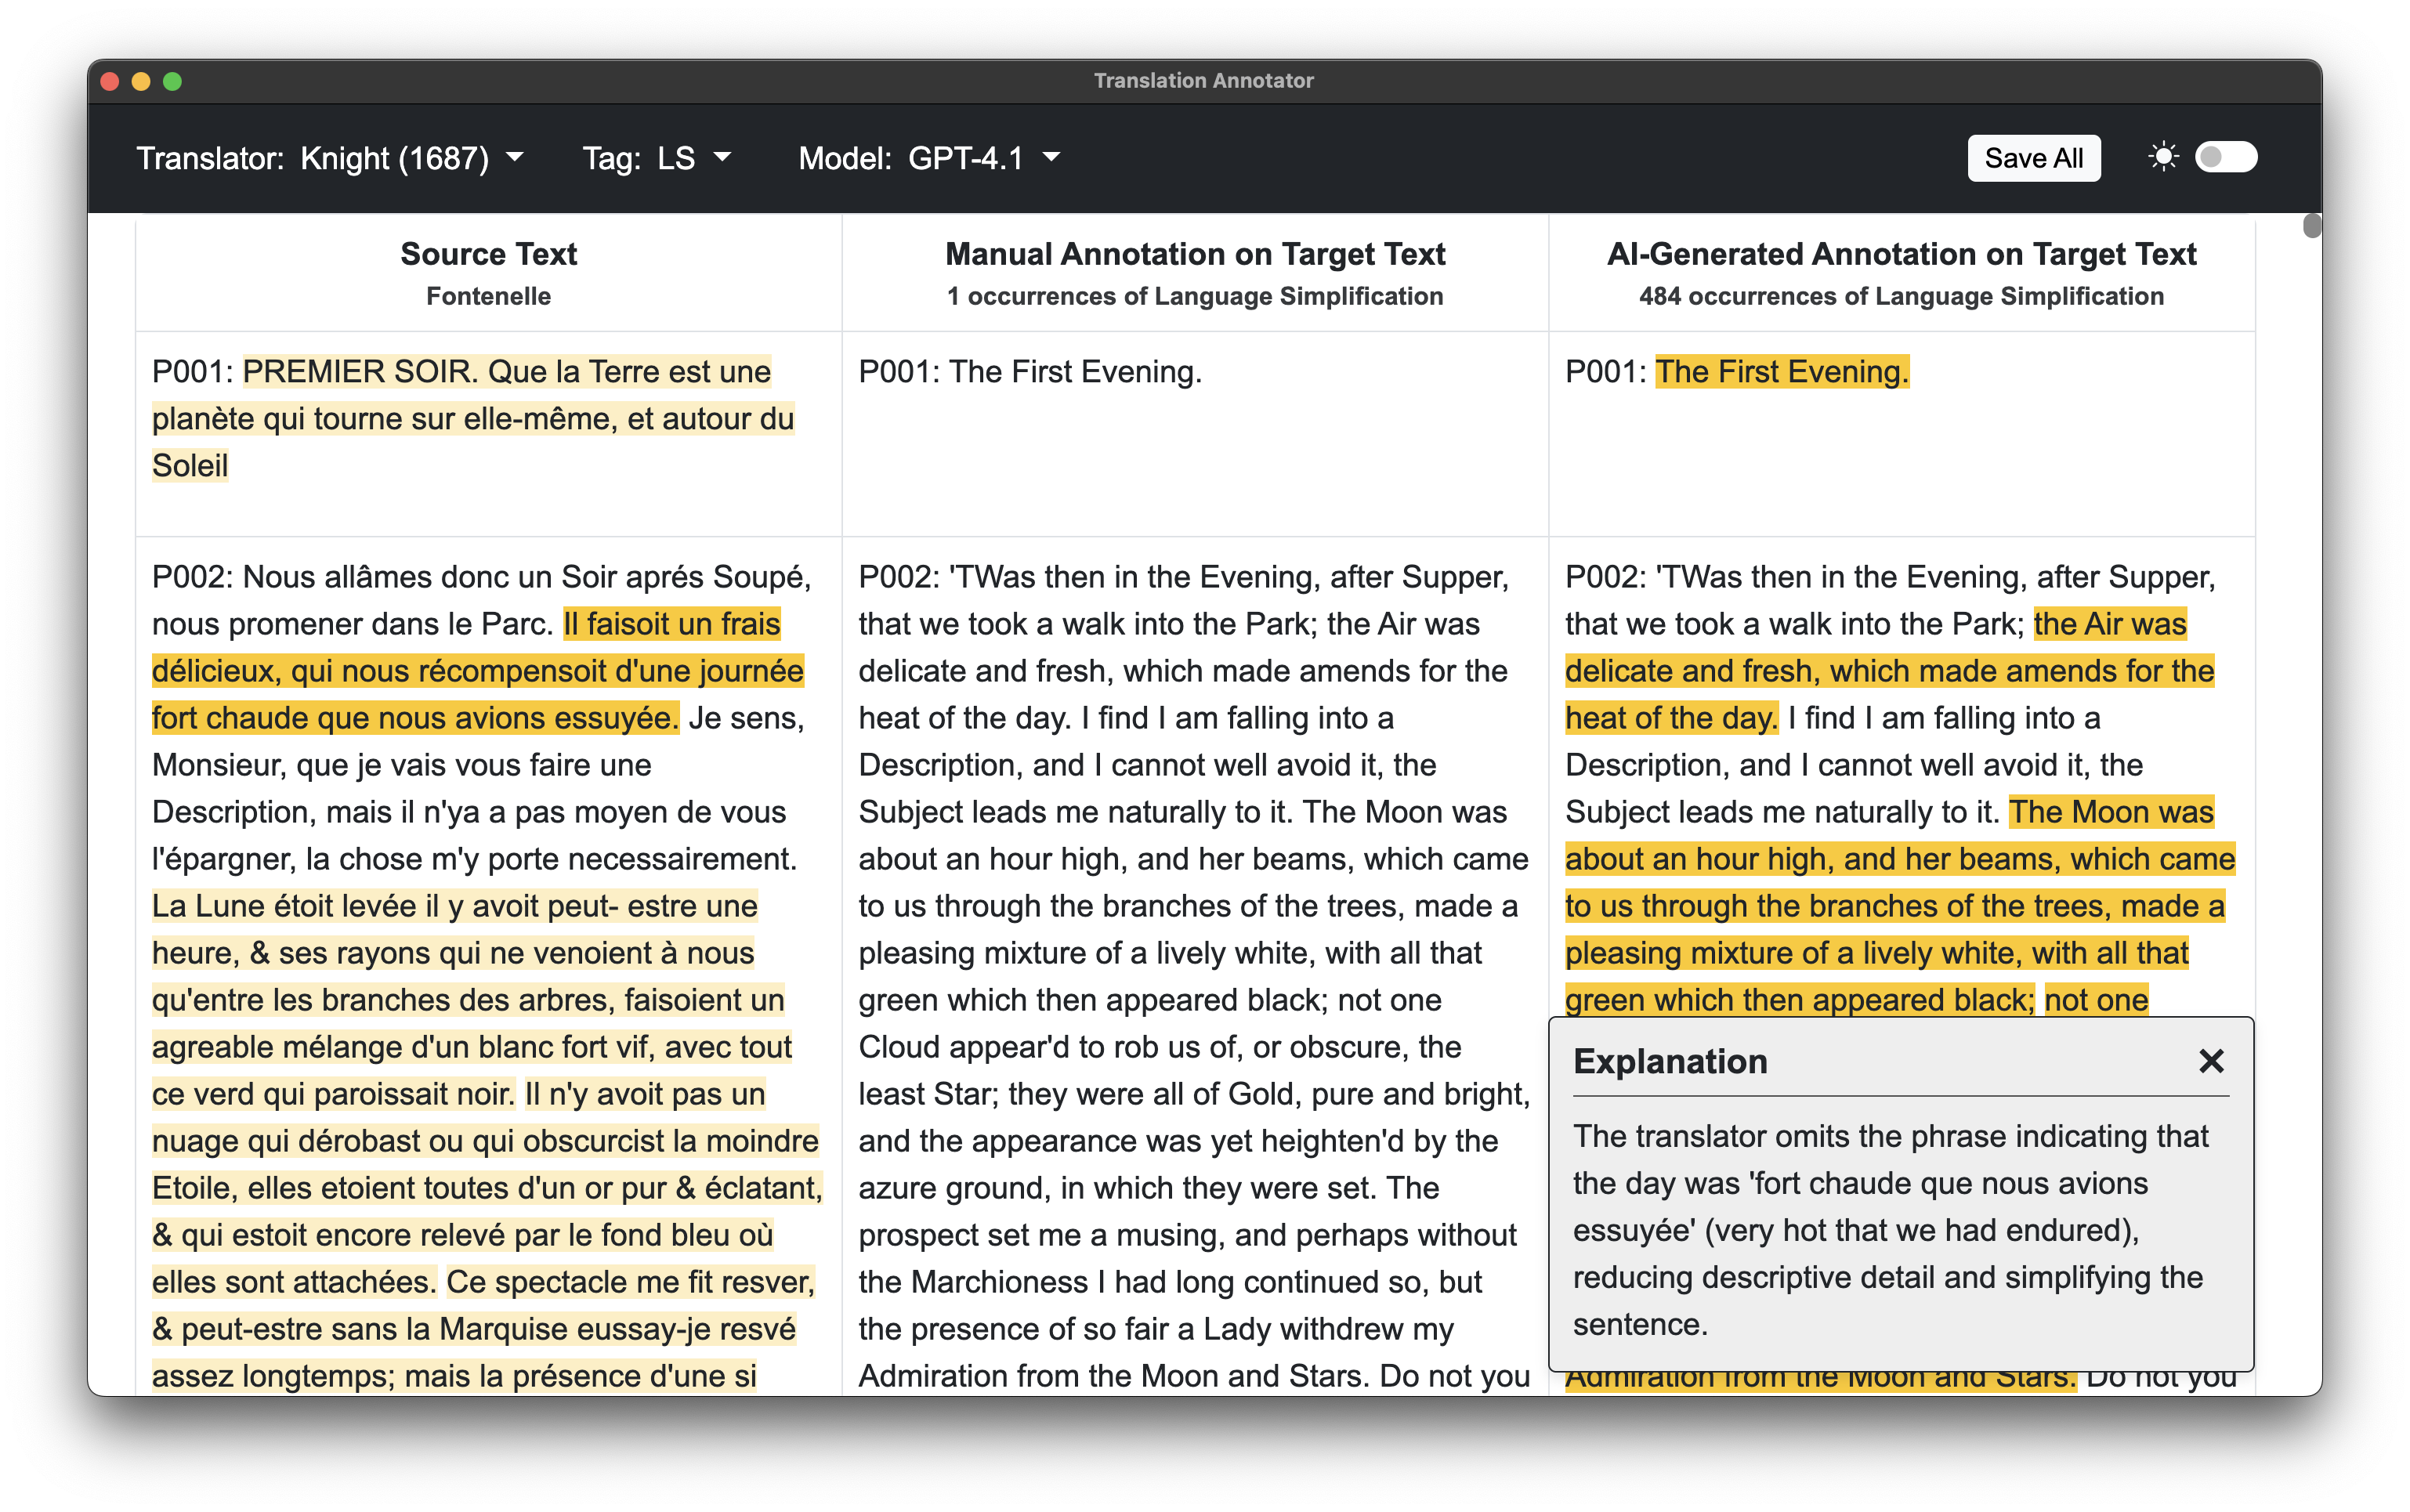 Translation Annotator
Translator: Knight (1687) Tag: LS Model: GPT-4.1 Save All
Source Text
Fontenelle
Manual Annotation on Target Text
1 occurrences of Language Simplification
AI-Generated Annotation on Target Text
484 occurrences of Language Simplification
P001: PREMIER SOIR. Que la Terre est une
planète qui tourne sur elle-même, et autour du
Soleil
P001: The First Evening.
P001: The First Evening.
P002: Nous allâmes donc un Soir aprés Soupé,
nous promener dans le Parc. Il faisoit un frais
délicieux, qui nous récompensoit d'une journée
fort chaude que nous avions essuyée. Je sens,
Monsieur, que je vais vous faire une
Description, mais il n'ya a pas moyen de vous
l'épargner, la chose m'y porte necessairement.
La Lune étoit levée il y avoit peut- estre une
heure, & ses rayons qui ne venoient à nous
qu'entre les branches des arbres, faisoient un
agreable mélange d'un blanc fort vif, avec tout
ce verd qui paroissait noir. Il n'y avoit pas un
nuage qui dérobast ou qui obscurcist la moindre
Etoile, elles etoient toutes d'un or pur & éclatant,
& qui estoit encore relevé par le fond bleu où
elles sont attachées. Ce spectacle me fit resver,
& peut-estre sans la Marquise eussay-je resvé
assez longtemps; mais la présence d'une si
P002: 'TWas then in the Evening, after Supper,
that we took a walk into the Park; the Air was
delicate and fresh, which made amends for the
heat of the day. I find I am falling into a
Description, and I cannot well avoid it, the
Subject leads me naturally to it. The Moon was
about an hour high, and her beams, which came
to us through the branches of the trees, made a
pleasing mixture of a lively white, with all that
green which then appeared black; not one
Cloud appear'd to rob us of, or obscure, the
least Star; they were all of Gold, pure and bright,
and the appearance was yet heighten'd by the
azure ground, in which they were set. The
prospect set me a musing, and perhaps without
the Marchioness I had long continued so, but
the presence of so fair a Lady withdrew my
Admiration from the Moon and Stars. Do not you
P002: 'TWas then in the Evening, after Supper,
that we took a walk into the Park; the Air was
delicate and fresh, which made amends for the
heat of the day. I find I am falling into a
Description, and I cannot well avoid it, the
Subject leads me naturally to it. The Moon was
about an hour high, and her beams, which came
to us through the branches of the trees, made a
pleasing mixture of a lively white, with all that
green which then appeared black; not one
Explanation
The translator omits the phrase indicating that
the day was 'fort chaude que nous avions
essuyée' (very hot that we had endured),
reducing descriptive detail and simplifying the
sentence.
Admiration from the Moon and Stars. Do not you